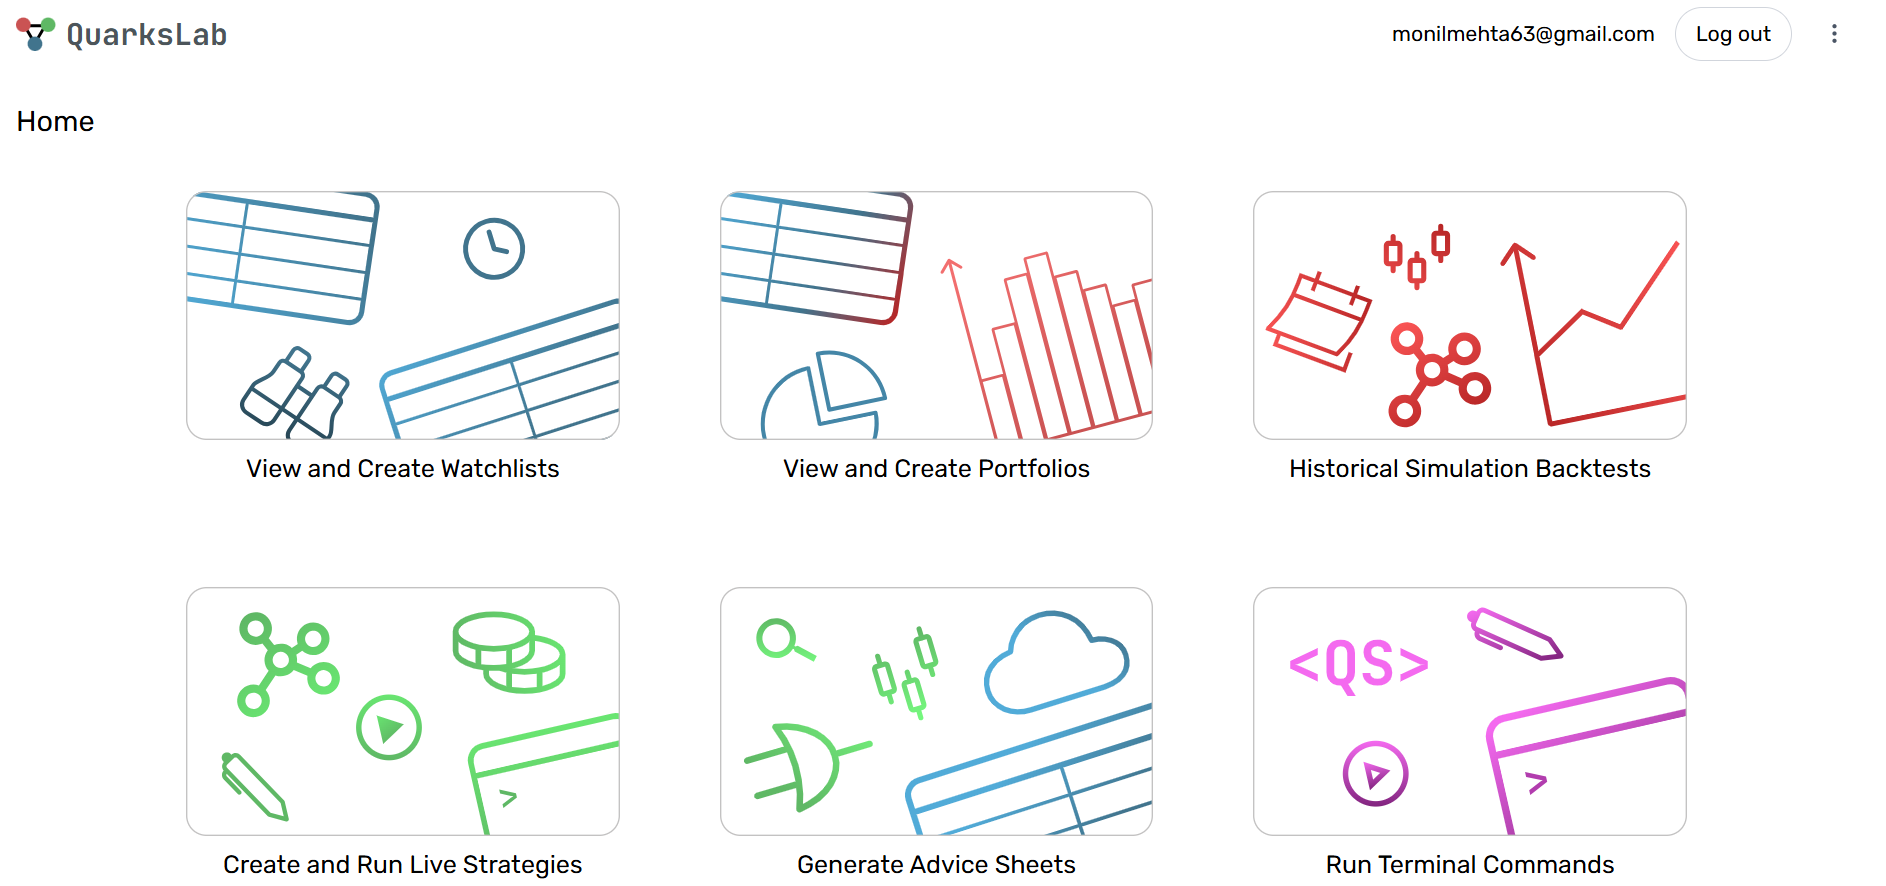 QuarksLab
monilmehta63@gmail.com
Log out
Home
View and Create Watchlists
View and Create Portfolios
Historical Simulation Backtests
>
<QS>
>
Create and Run Live Strategies
Generate Advice Sheets
Run Terminal Commands